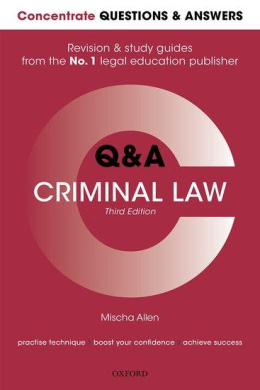 Concentrate QUESTIONS & ANSWERS
Revision & study guides
from the No. 1 legal education publisher
Q&A
CRIMINAL LAW
Third Edition
Mischa Allen
practise technique boost your confidence achieve success
OXFORD